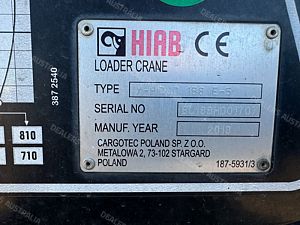 HIAB CE
LOADER CRANE
TYPE
SERIAL NO
MANUF. YEAR 2019
CARGOTEC POLAND SP. Z O.O.
METALOWA 2, 73-102 STARGARD
POLAND 187-5931/3
387 2540
810
710